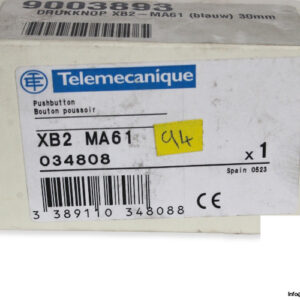 9003893
DRUKKNOP XB2-MA61 (blauw) 30mm
Telemecanique
Pushbutton
Bouton poussoir
XB2 MA61
94
034808
x 1
Spain 0523
3 389110 348088
CE